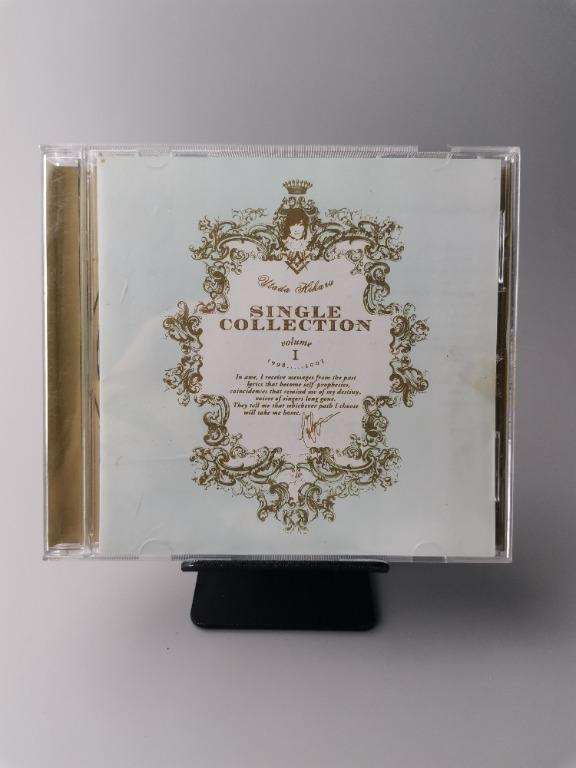 Utada Hikaru
SINGLE
COLLECTION
volume
I
1998.....2002
In awe, I receive messages from the past
lyrics that become self-prophecies,
coincidences that remind me of my destiny,
voices of singers long gone.
They tell me that whichever path I choose
will take me home.